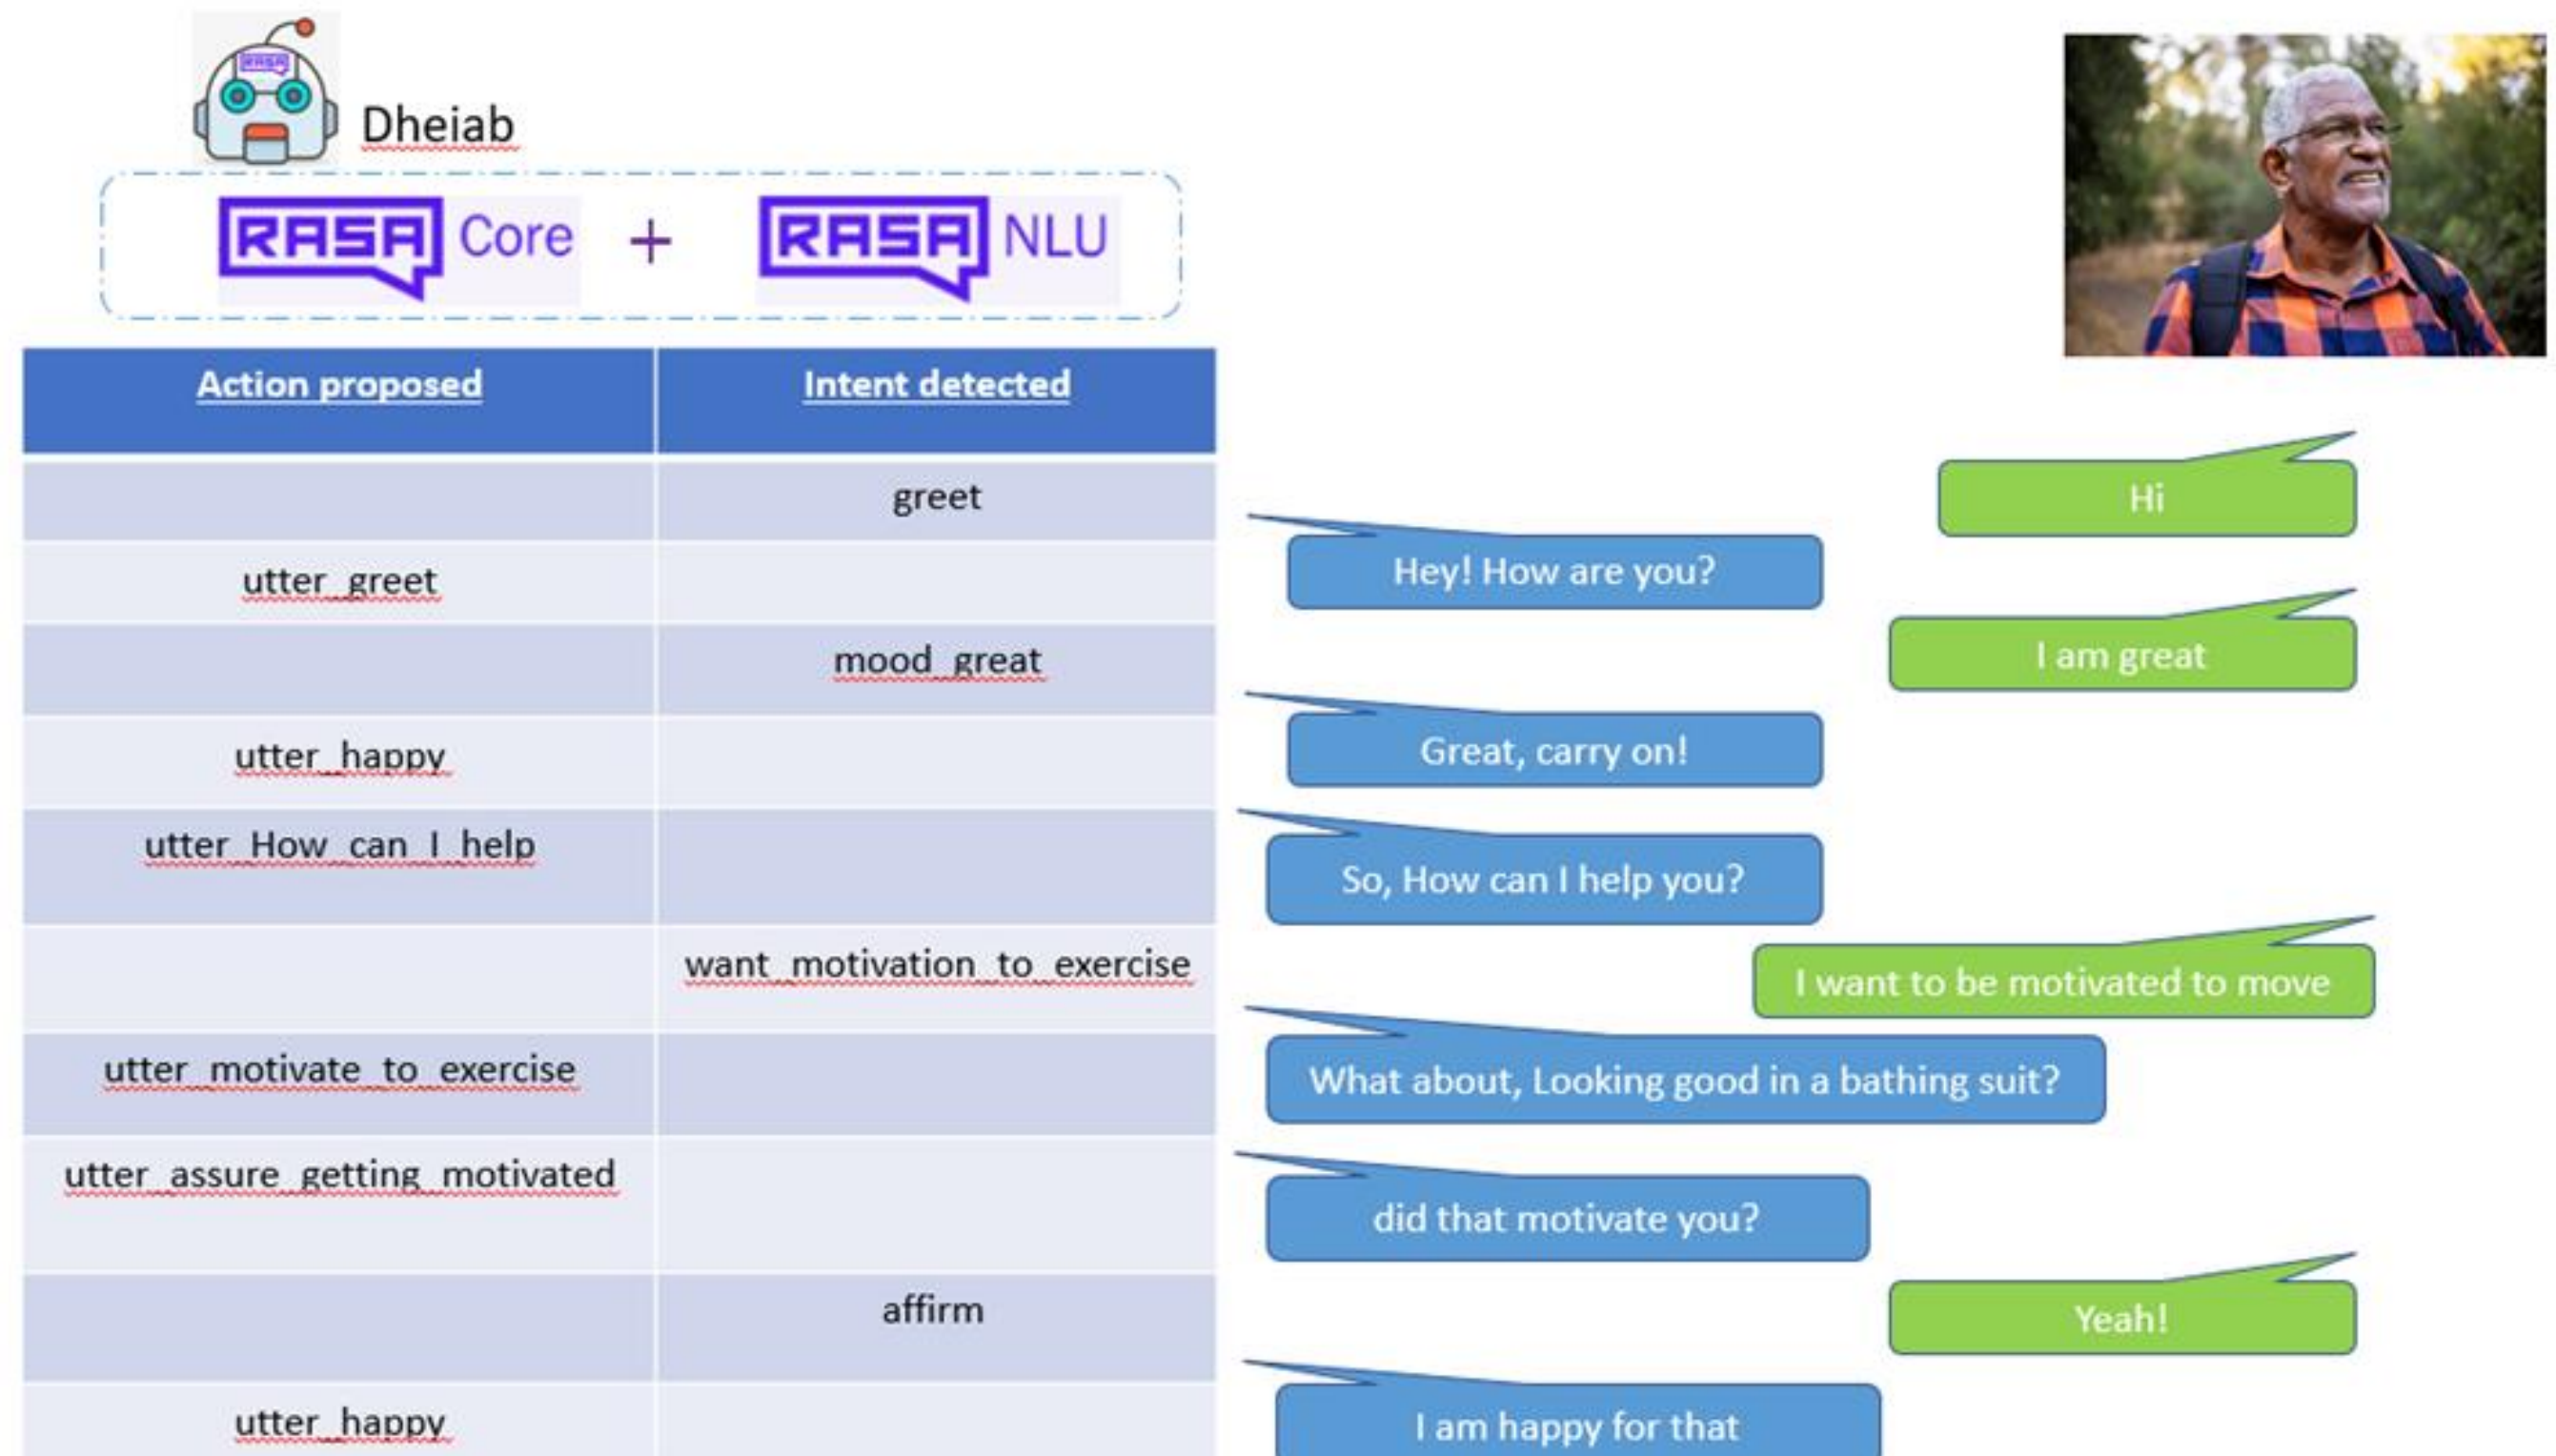 RASA
Dheiab
RASA Core + RASA NLU
Action proposed Intent detected
greet Hi
Hey! How are you?
utter_greet
mood_great I am great
utter_happy Great, carry on!
utter_How_can_I_help
So, How can I help you?
want_motivation_to_exercise I want to be motivated to move
utter_motivate_to_exercise What about, Looking good in a bathing suit?
utter_assure_getting_motivated
did that motivate you?
affirm Yeah!
utter_happy I am happy for that